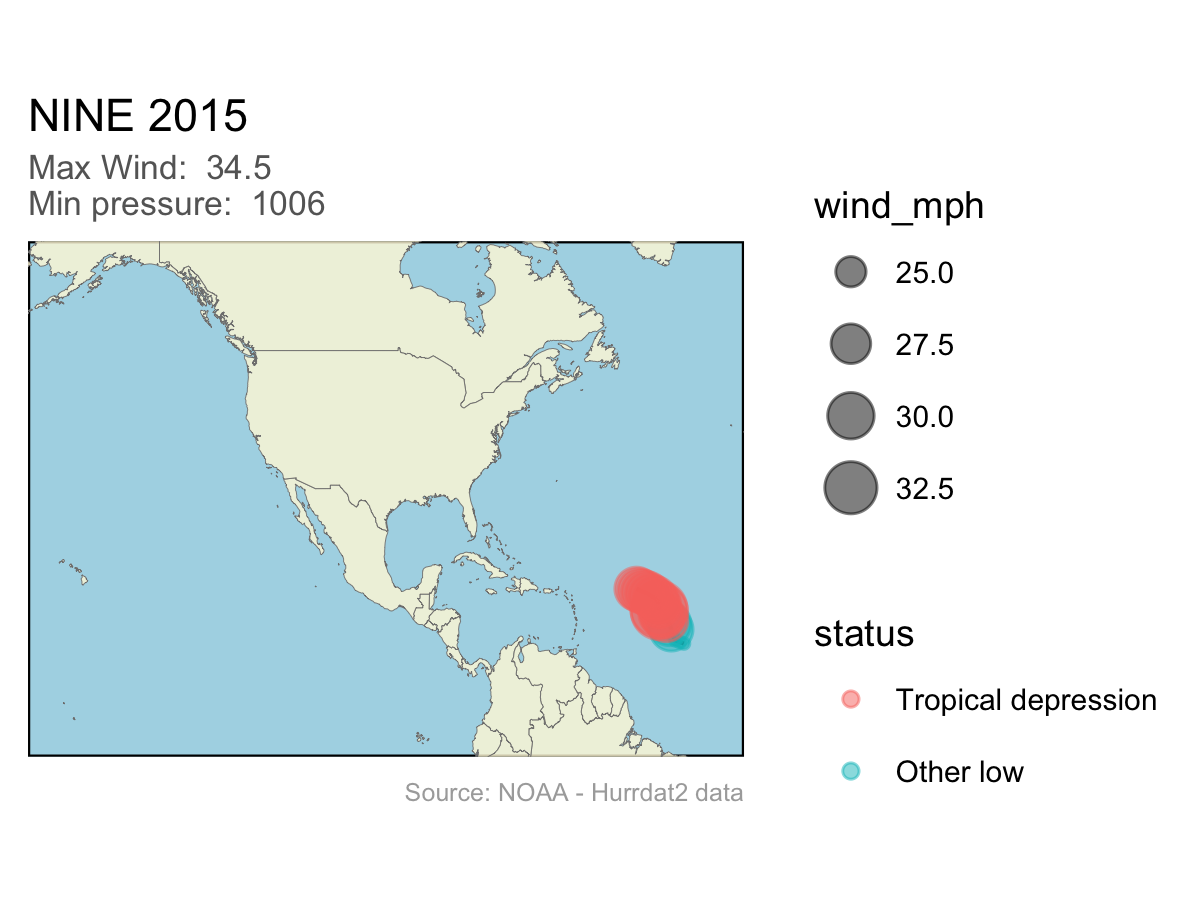 NINE 2015
Max Wind:  34.5
Min pressure:  1006
wind_mph
25.0
27.5
30.0
32.5
status
Tropical depression
Other low
Source: NOAA - Hurrdat2 data